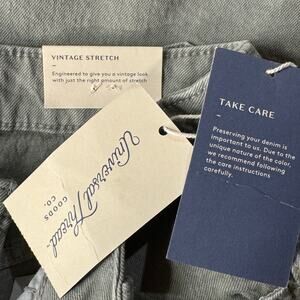 VINTAGE STRETCH
Engineered to give you a vintage look
with just the right amount of stretch
Universal Thread
GOODS
CO.
TAKE CARE
Preserving your denim is
important to us. Due to the
unique nature of the color,
we recommend following
the care instructions
carefully.